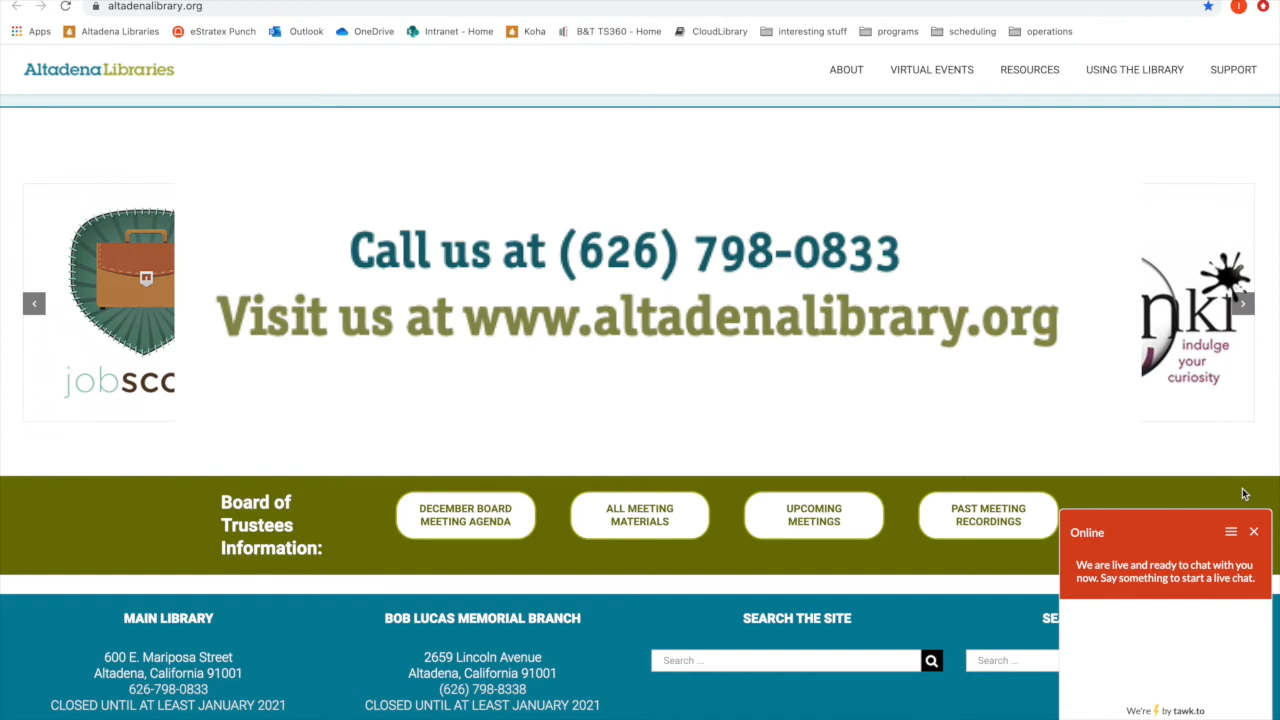 altadenalibrary.org
Apps Altadena Libraries eStratex Punch Outlook OneDrive Intranet - Home Koha B&T TS360 - Home CloudLibrary interesting stuff programs scheduling operations
Altadena Libraries ABOUT VIRTUAL EVENTS RESOURCES USING THE LIBRARY SUPPORT
Call us at (626) 798-0833
Visit us at www.altadenalibrary.org
nki
indulge
your
curiosity
jobsco
Board of
Trustees
Information:
DECEMBER BOARD
MEETING AGENDA
ALL MEETING
MATERIALS
UPCOMING
MEETINGS
PAST MEETING
RECORDINGS
Online
We are live and ready to chat with you
now. Say something to start a live chat.
MAIN LIBRARY
600 E. Mariposa Street
Altadena, California 91001
626-798-0833
CLOSED UNTIL AT LEAST JANUARY 2021
BOB LUCAS MEMORIAL BRANCH
2659 Lincoln Avenue
Altadena, California 91001
(626) 798-8338
CLOSED UNTIL AT LEAST JANUARY 2021
SEARCH THE SITE
Search ...
SE
Search ...
We're by tawk.to